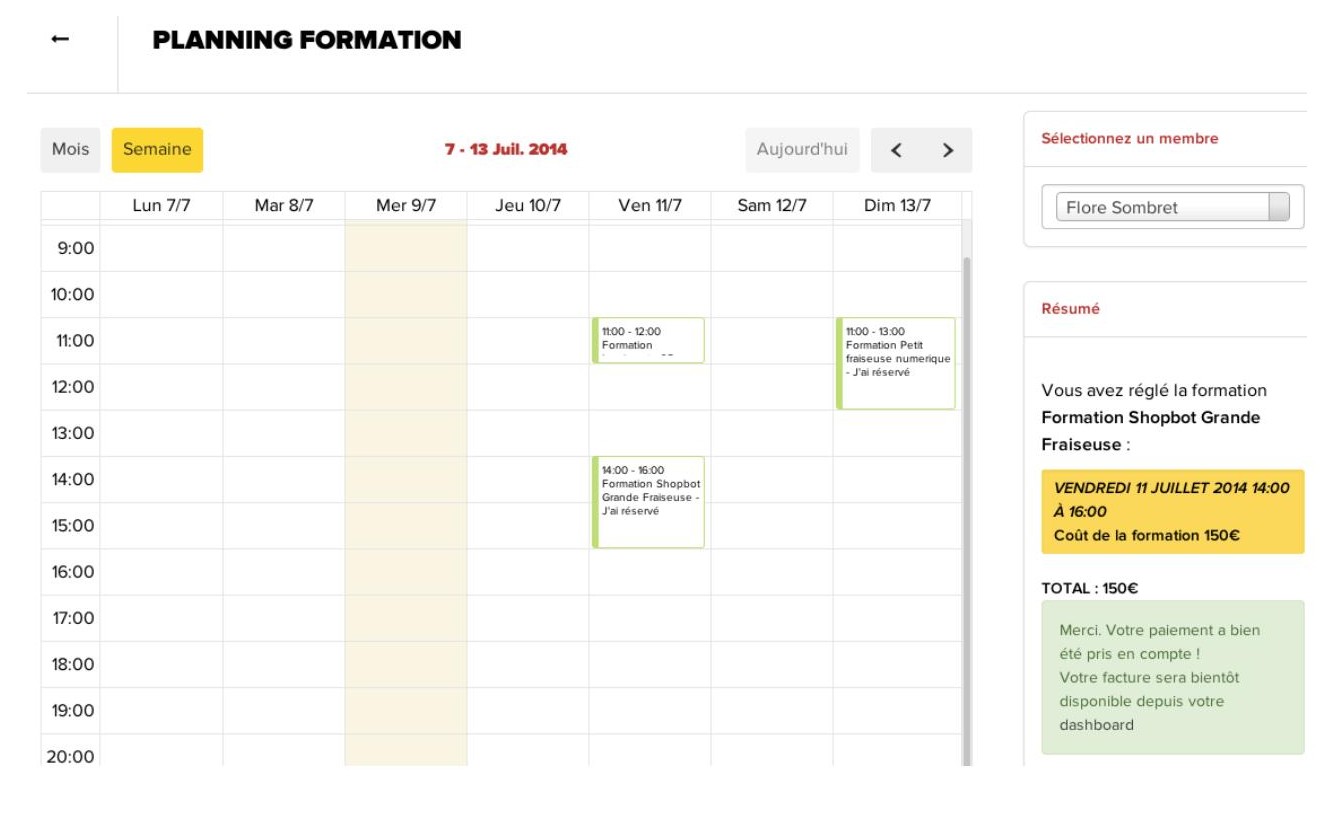 ←
PLANNING FORMATION
Mois
Semaine
7 - 13 Juil. 2014
Aujourd'hui
Lun 7/7
Mar 8/7
Mer 9/7
Jeu 10/7
Ven 11/7
Sam 12/7
Dim 13/7
9:00
10:00
11:00
12:00
13:00
14:00
15:00
16:00
17:00
18:00
19:00
20:00
11:00 - 12:00
Formation
14:00 - 16:00
Formation Shopbot
Grande Fraiseuse -
J'ai réservé
11:00 - 13:00
Formation Petit
fraiseuse numerique
- J'ai réservé
Sélectionnez un membre
Flore Sombret
Résumé
Vous avez réglé la formation
Formation Shopbot Grande
Fraiseuse :
VENDREDI 11 JUILLET 2014 14:00
À 16:00
Coût de la formation 150€
TOTAL : 150€
Merci. Votre paiement a bien
été pris en compte !
Votre facture sera bientôt
disponible depuis votre
dashboard